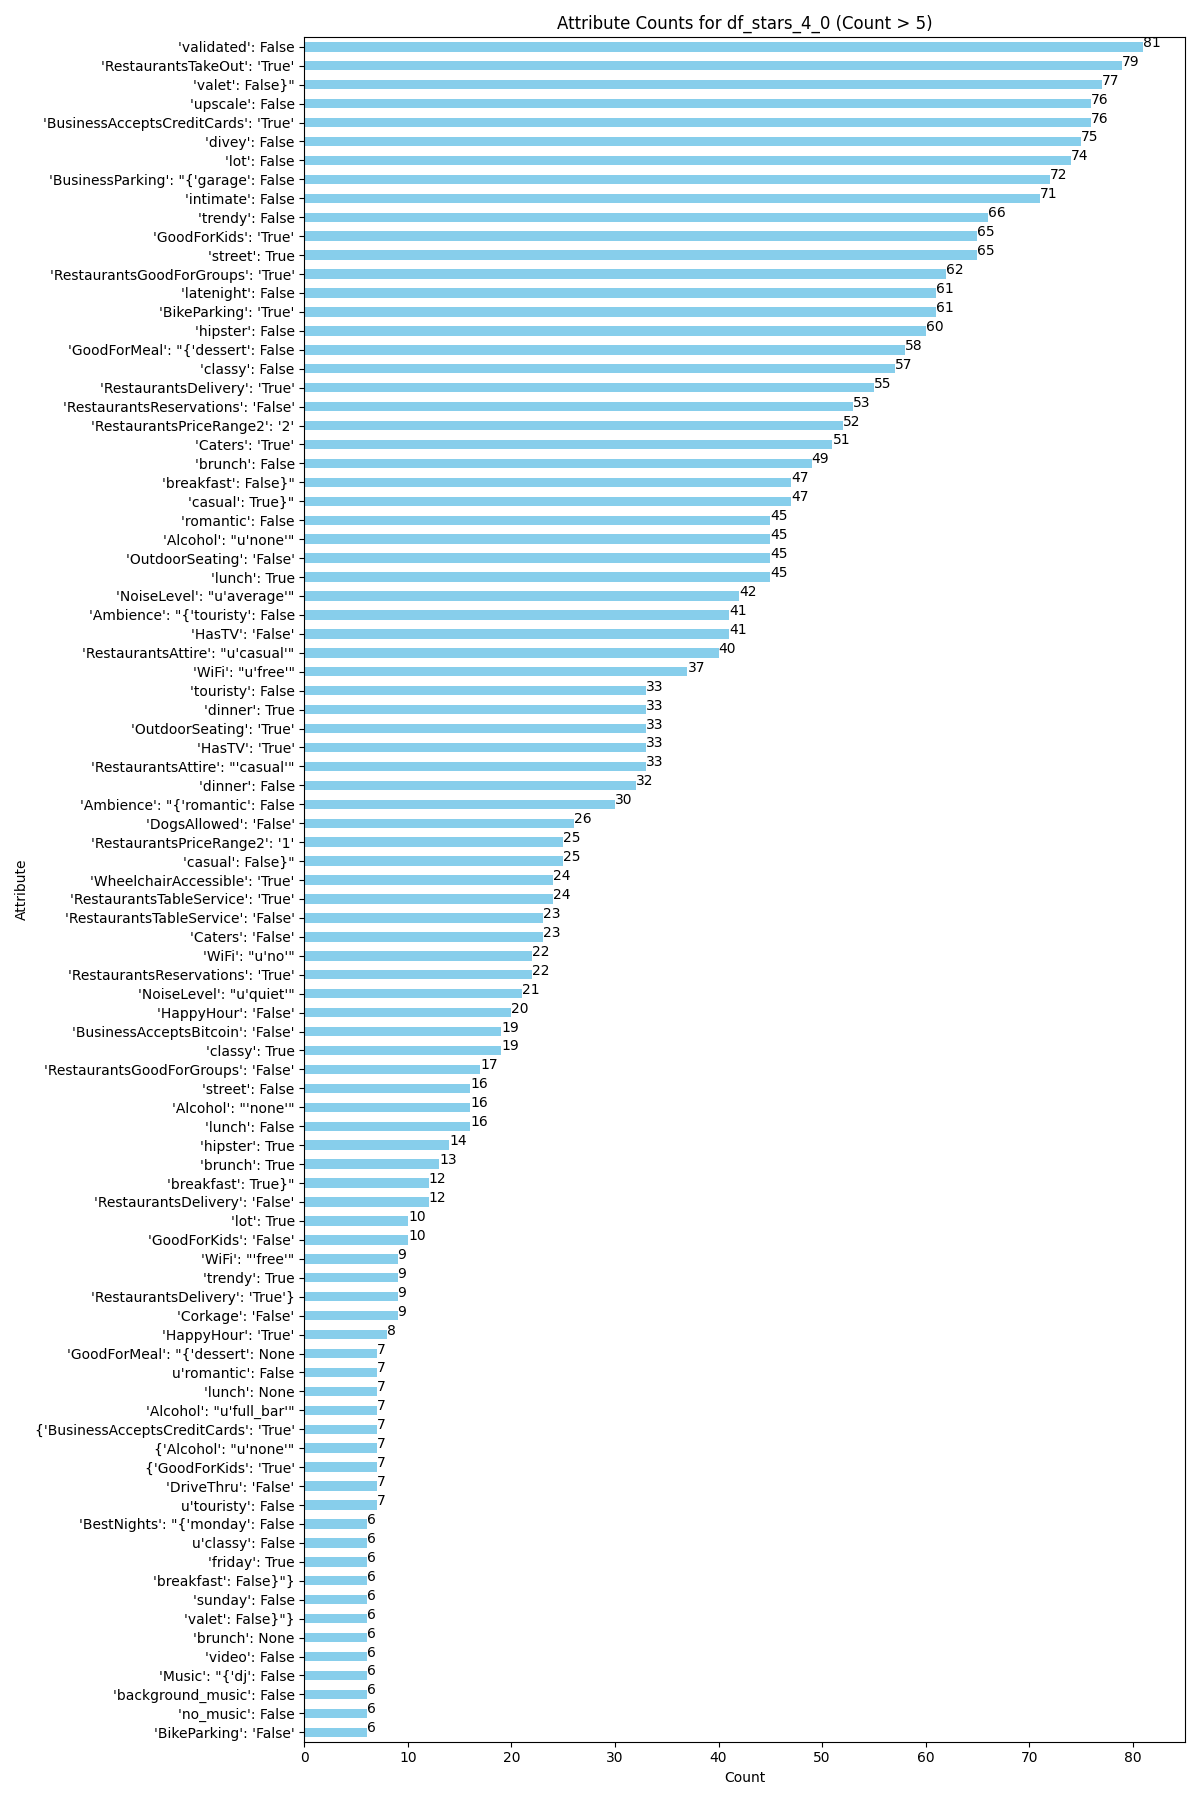 Attribute Counts for df_stars_4_0 (Count > 5)
'validated': False 81
'RestaurantsTakeOut': 'True' 79
'valet': False}" 77
'upscale': False 76
'BusinessAcceptsCreditCards': 'True' 76
'divey': False 75
'lot': False 74
'BusinessParking': "{'garage': False 72
'intimate': False 71
'trendy': False 66
'GoodForKids': 'True' 65
'street': True 65
'RestaurantsGoodForGroups': 'True' 62
'latenight': False 61
'BikeParking': 'True' 61
'hipster': False 60
'GoodForMeal': "{'dessert': False 58
'classy': False 57
'RestaurantsDelivery': 'True' 55
'RestaurantsReservations': 'False' 53
'RestaurantsPriceRange2': '2' 52
'Caters': 'True' 51
'brunch': False 49
'breakfast': False}" 47
'casual': True}" 47
'romantic': False 45
'Alcohol': "u'none'" 45
'OutdoorSeating': 'False' 45
'lunch': True 45
'NoiseLevel': "u'average'" 42
'Ambience': "{'touristy': False 41
'HasTV': 'False' 41
'RestaurantsAttire': "u'casual'" 40
'WiFi': "u'free'" 37
'touristy': False 33
'dinner': True 33
'OutdoorSeating': 'True' 33
'HasTV': 'True' 33
'RestaurantsAttire': "'casual'" 33
'dinner': False 32
'Ambience': "{'romantic': False 30
'DogsAllowed': 'False' 26
'RestaurantsPriceRange2': '1' 25
'casual': False}" 25
'WheelchairAccessible': 'True' 24
'RestaurantsTableService': 'True' 24
'RestaurantsTableService': 'False' 23
'Caters': 'False' 23
'WiFi': "u'no'" 22
'RestaurantsReservations': 'True' 22
'NoiseLevel': "u'quiet'" 21
'HappyHour': 'False' 20
'BusinessAcceptsBitcoin': 'False' 19
'classy': True 19
'RestaurantsGoodForGroups': 'False' 17
'street': False 16
'Alcohol': "'none'" 16
'lunch': False 16
'hipster': True 14
'brunch': True 13
'breakfast': True}" 12
'RestaurantsDelivery': 'False' 12
'lot': True 10
'GoodForKids': 'False' 10
'WiFi': "'free'" 9
'trendy': True 9
'RestaurantsDelivery': 'True'} 9
'Corkage': 'False' 9
'HappyHour': 'True' 8
'GoodForMeal': "{'dessert': None 7
u'romantic': False 7
'lunch': None 7
'Alcohol': "u'full_bar'" 7
{'BusinessAcceptsCreditCards': 'True' 7
{'Alcohol': "u'none'" 7
{'GoodForKids': 'True' 7
'DriveThru': 'False' 7
u'touristy': False 7
'BestNights': "{'monday': False 6
u'classy': False 6
'friday': True 6
'breakfast': False}"} 6
'sunday': False 6
'valet': False}"} 6
'brunch': None 6
'video': False 6
'Music': "{'dj': False 6
'background_music': False 6
'no_music': False 6
'BikeParking': 'False' 6
Attribute
0 10 20 30 40 50 60 70 80
Count